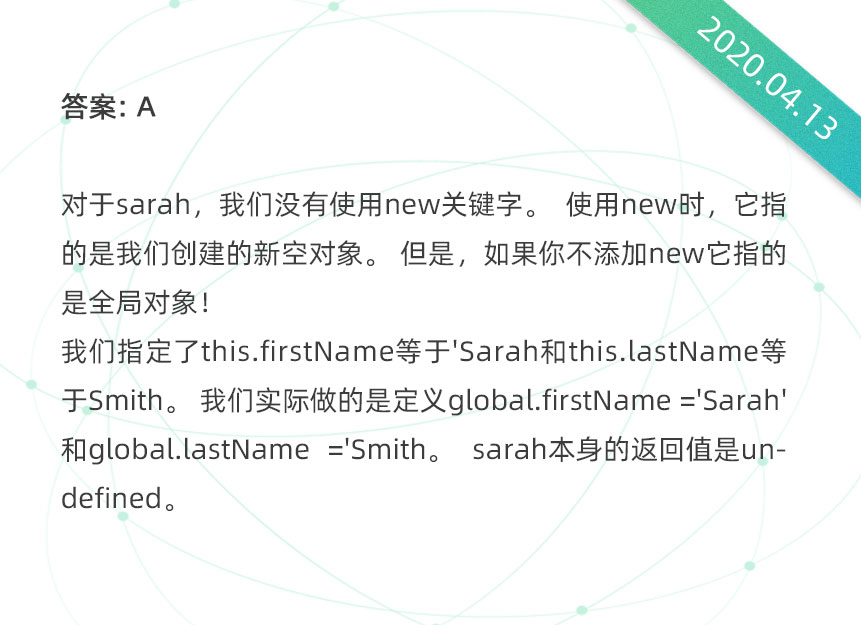 2020.04.13
答案: A
对于sarah，我们没有使用new关键字。 使用new时，它指
的是我们创建的新空对象。 但是，如果你不添加new它指的
是全局对象！
我们指定了this.firstName等于'Sarah和this.lastName等
于Smith。 我们实际做的是定义global.firstName ='Sarah'
和global.lastName ='Smith。 sarah本身的返回值是un-
defined。